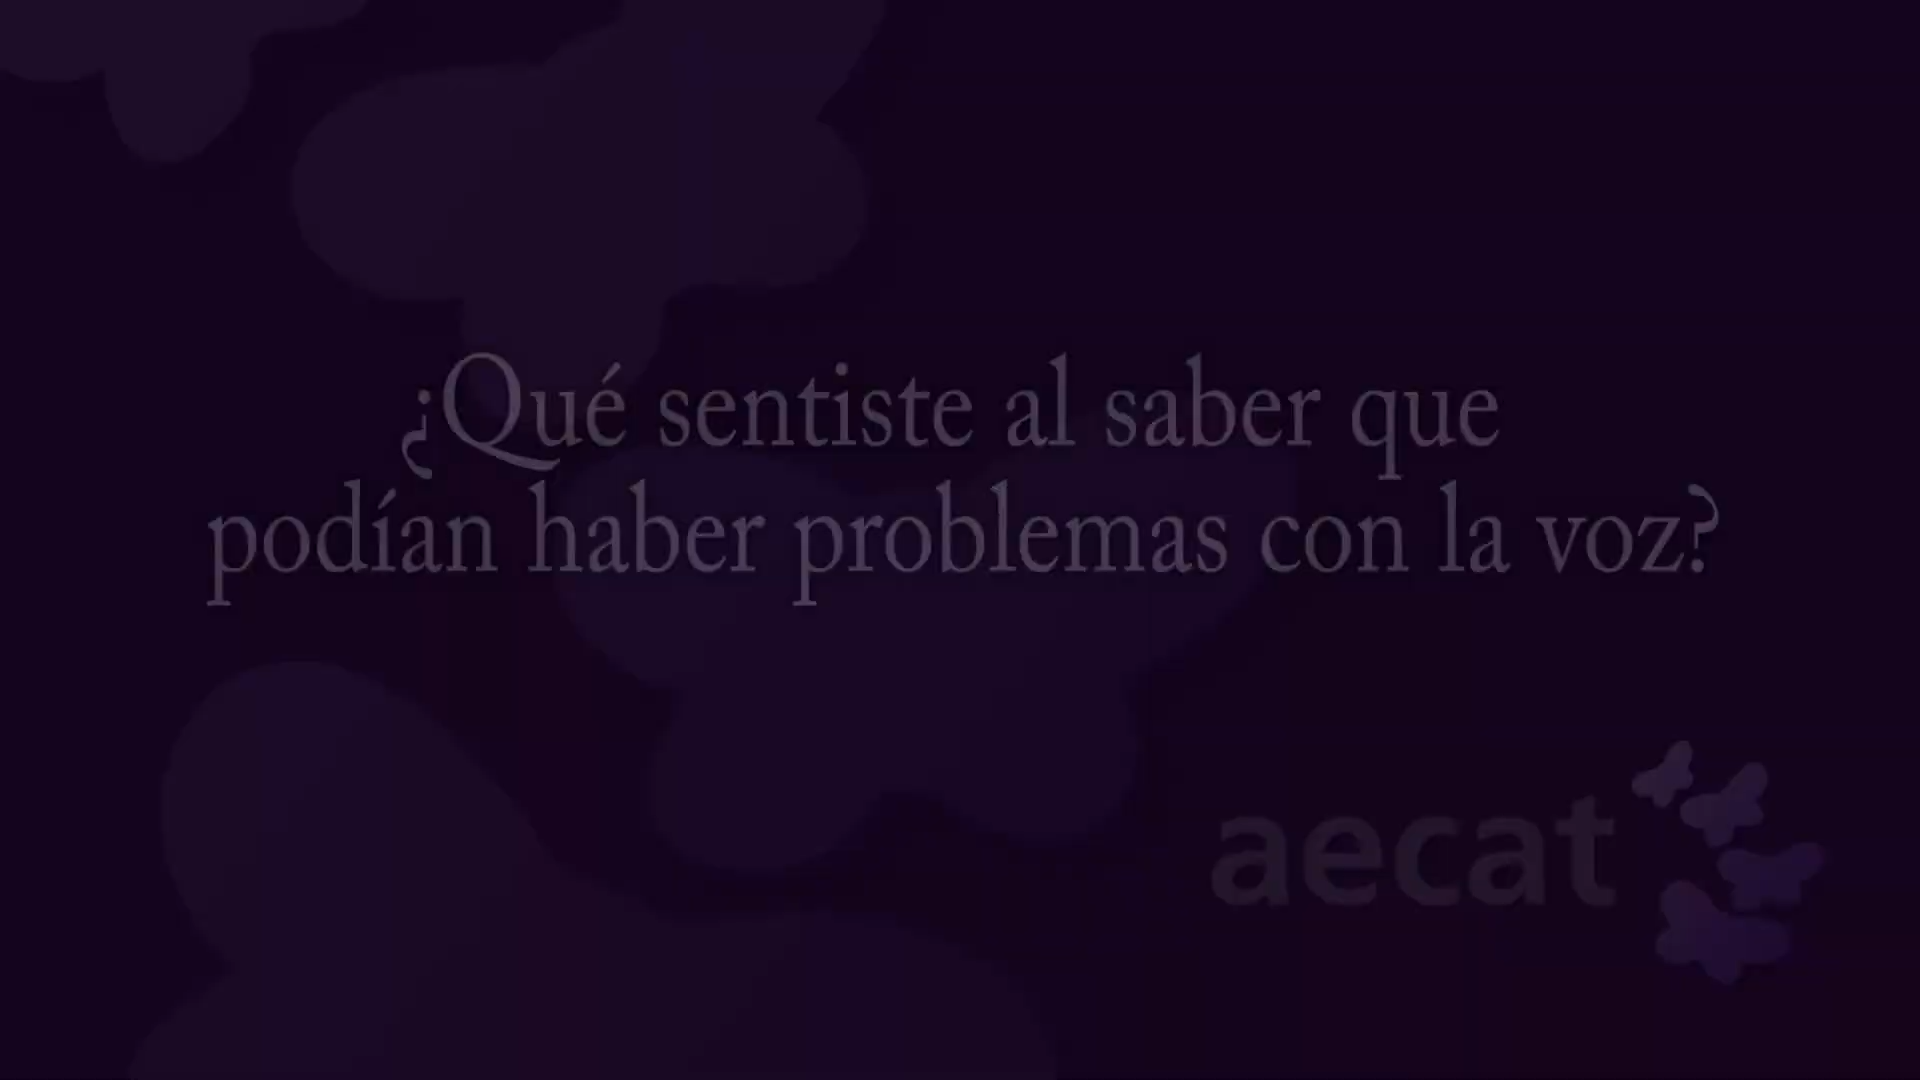 ¿Qué sentiste al saber que
podían haber problemas con la voz?
aecat